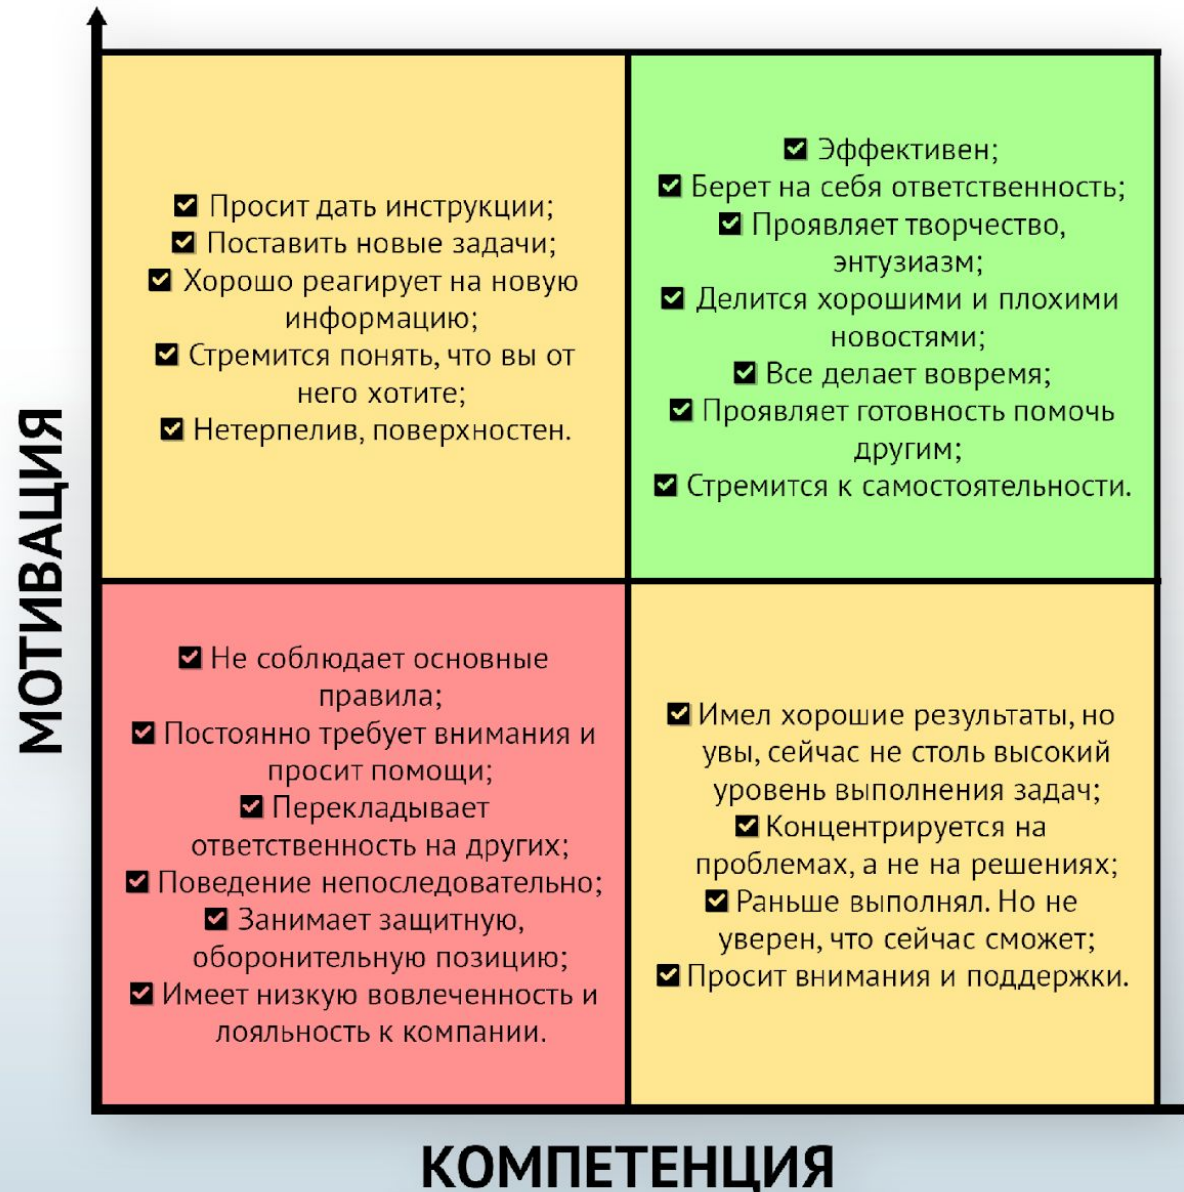 МОТИВАЦИЯ
Просит дать инструкции;
Поставить новые задачи;
Хорошо реагирует на новую
информацию;
Стремится понять, что вы от
него хотите;
Нетерпелив, поверхностен.
Эффективен;
Берет на себя ответственность;
Проявляет творчество,
энтузиазм;
Делится хорошими и плохими
новостями;
Все делает вовремя;
Проявляет готовность помочь
другим;
Стремится к самостоятельности.
Не соблюдает основные
правила;
Постоянно требует внимания и
просит помощи;
Перекладывает
ответственность на других;
Поведение непоследовательно;
Занимает защитную,
оборонительную позицию;
Имеет низкую вовлеченность и
лояльность к компании.
Имел хорошие результаты, но
увы, сейчас не столь высокий
уровень выполнения задач;
Концентрируется на
проблемах, а не на решениях;
Раньше выполнял. Но не
уверен, что сейчас сможет;
Просит внимания и поддержки.
КОМПЕТЕНЦИЯ